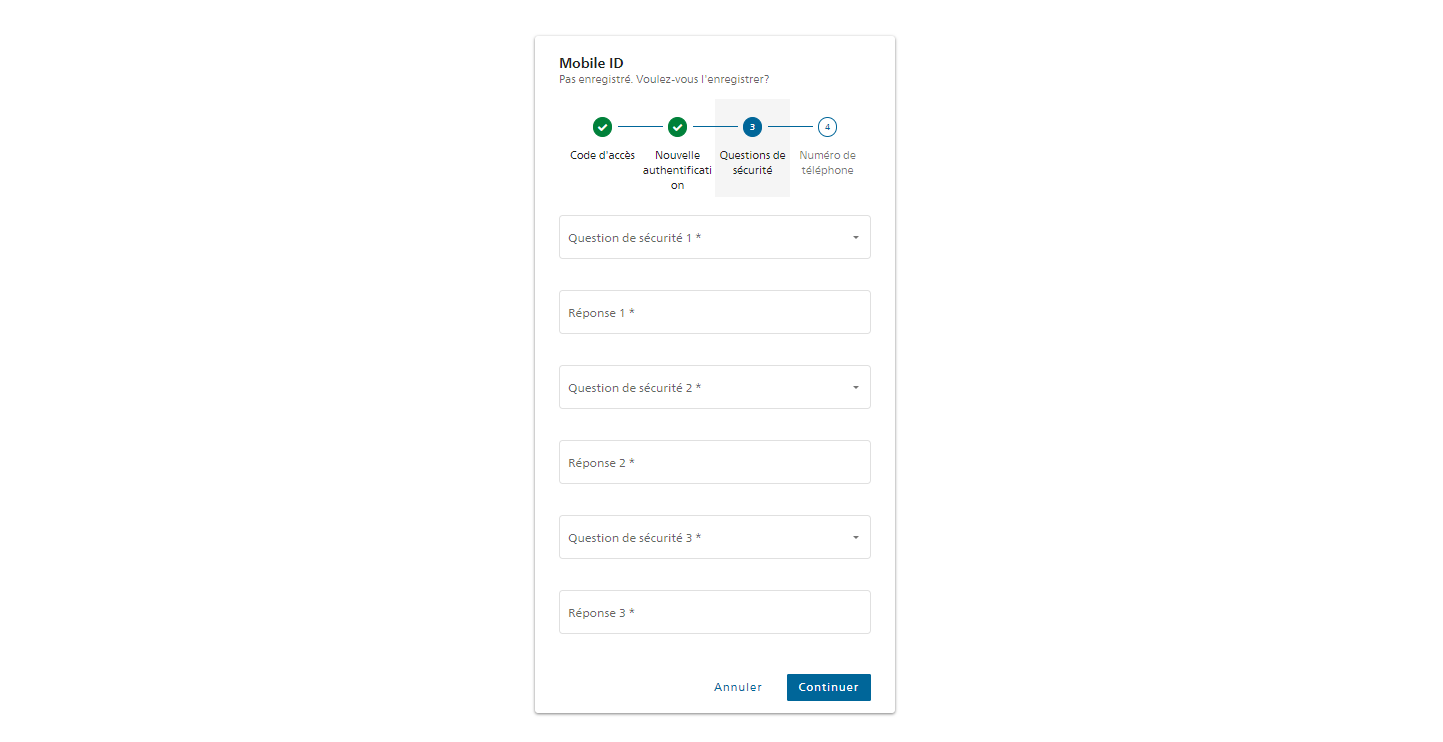 Mobile ID
Pas enregistré. Voulez-vous l'enregistrer?
3
4
Code d'accès
Nouvelle
authentificati
on
Questions de
sécurité
Numéro de
téléphone
Question de sécurité 1 *
Réponse 1 *
Question de sécurité 2 *
Réponse 2 *
Question de sécurité 3 *
Réponse 3 *
Annuler
Continuer